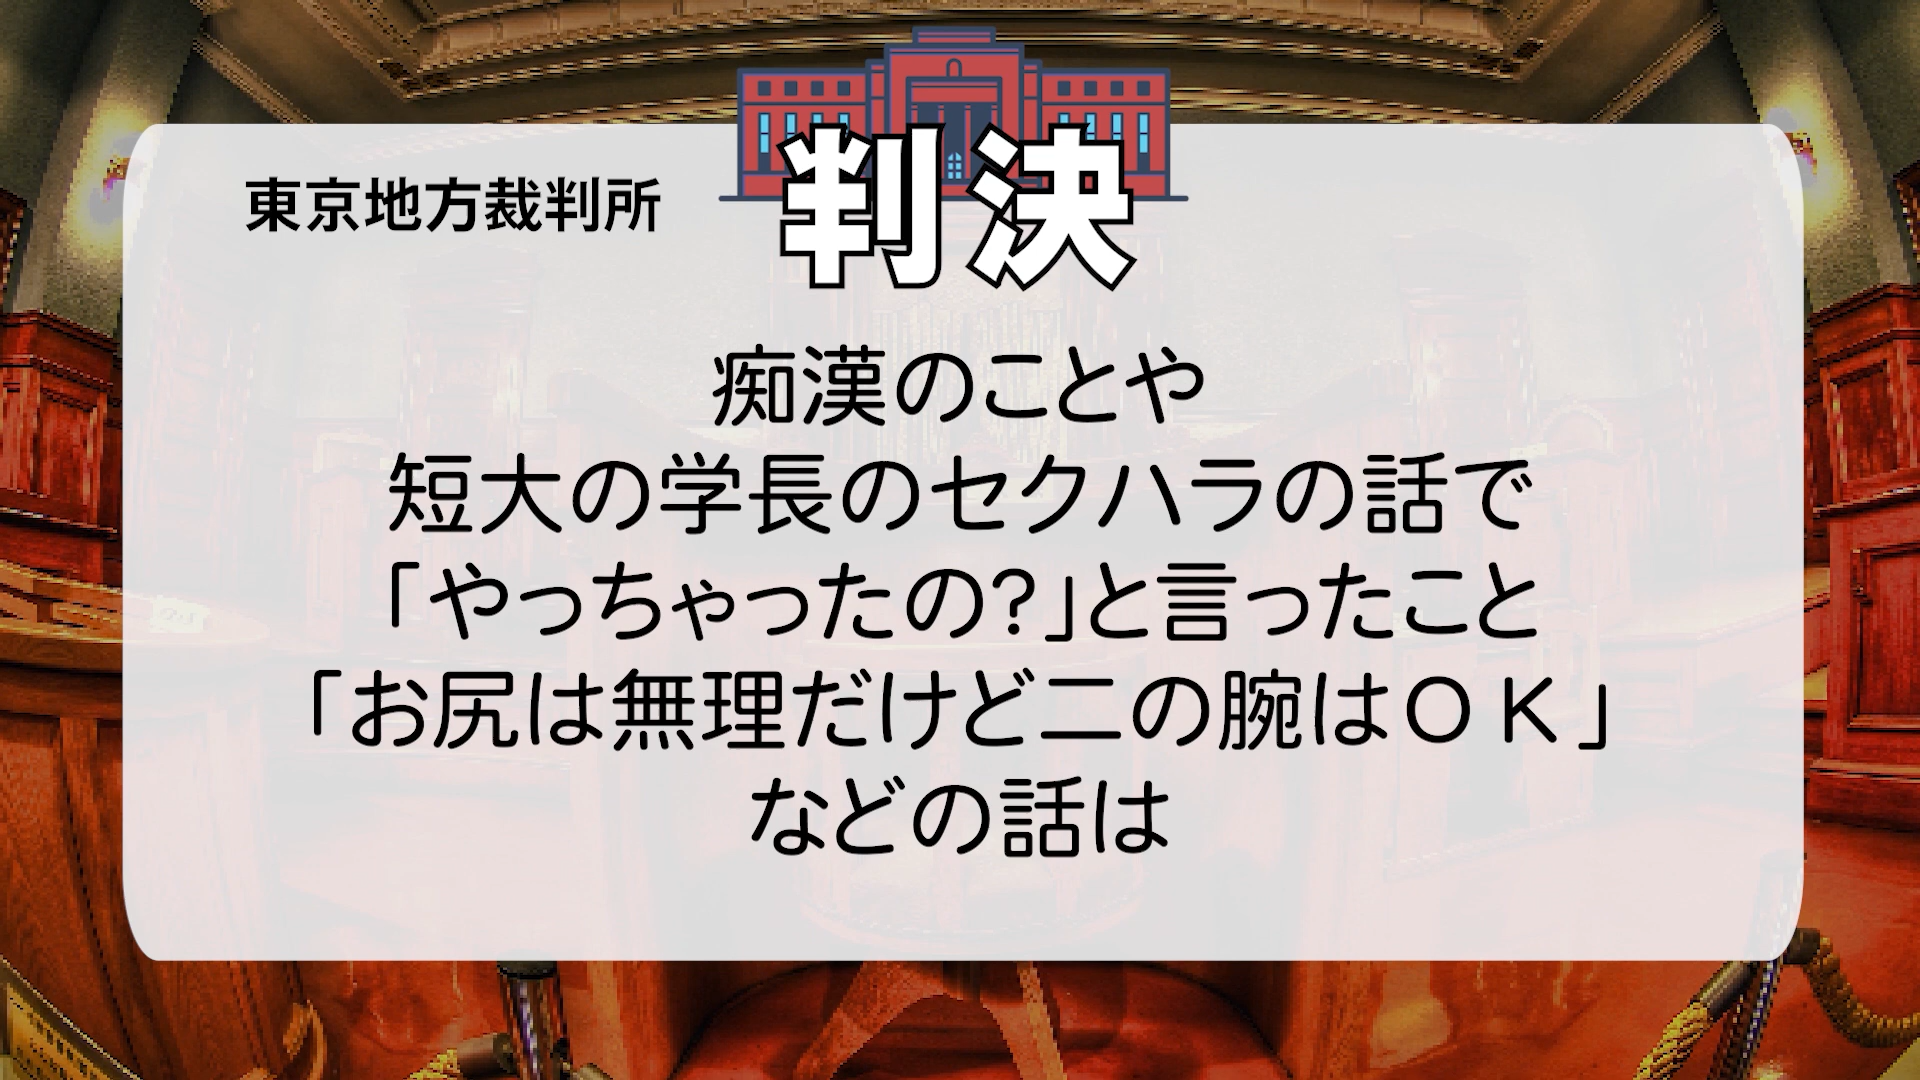 東京地方裁判所
判決
痴漢のことや
短大の学長のセクハラの話で
「やっちゃったの?」と言ったこと
「お尻は無理だけど二の腕はＯＫ」
などの話は